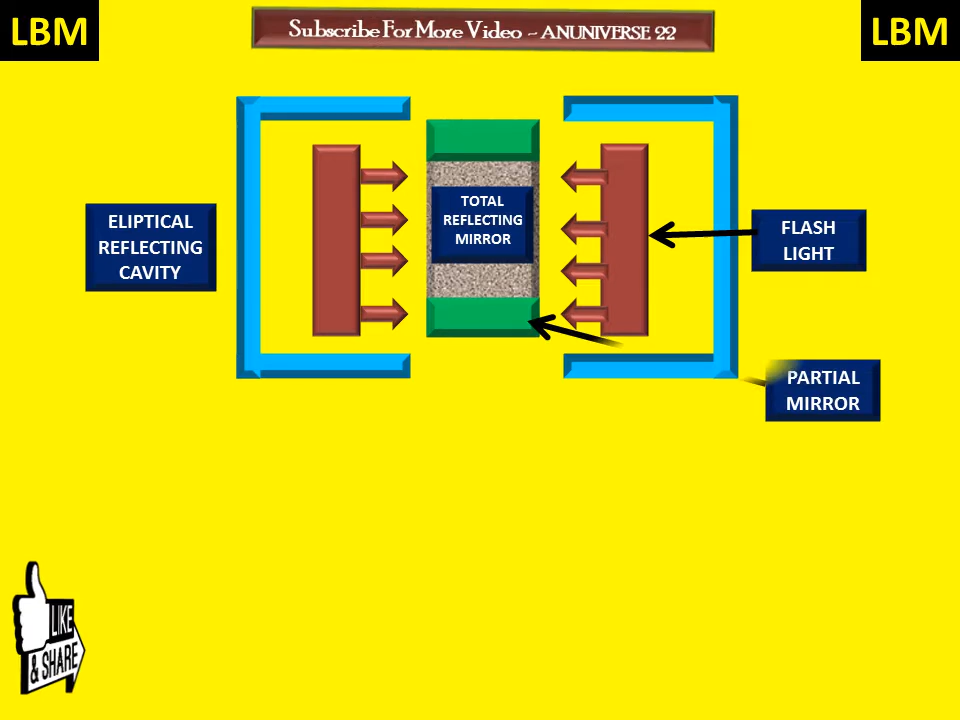 LBM
Subscribe For More Video - ANUNIVERSE 22
LBM
TOTAL
REFLECTING
MIRROR
ELIPTICAL
REFLECTING
CAVITY
FLASH
LIGHT
PARTIAL
MIRROR
LIKE
& SHARE